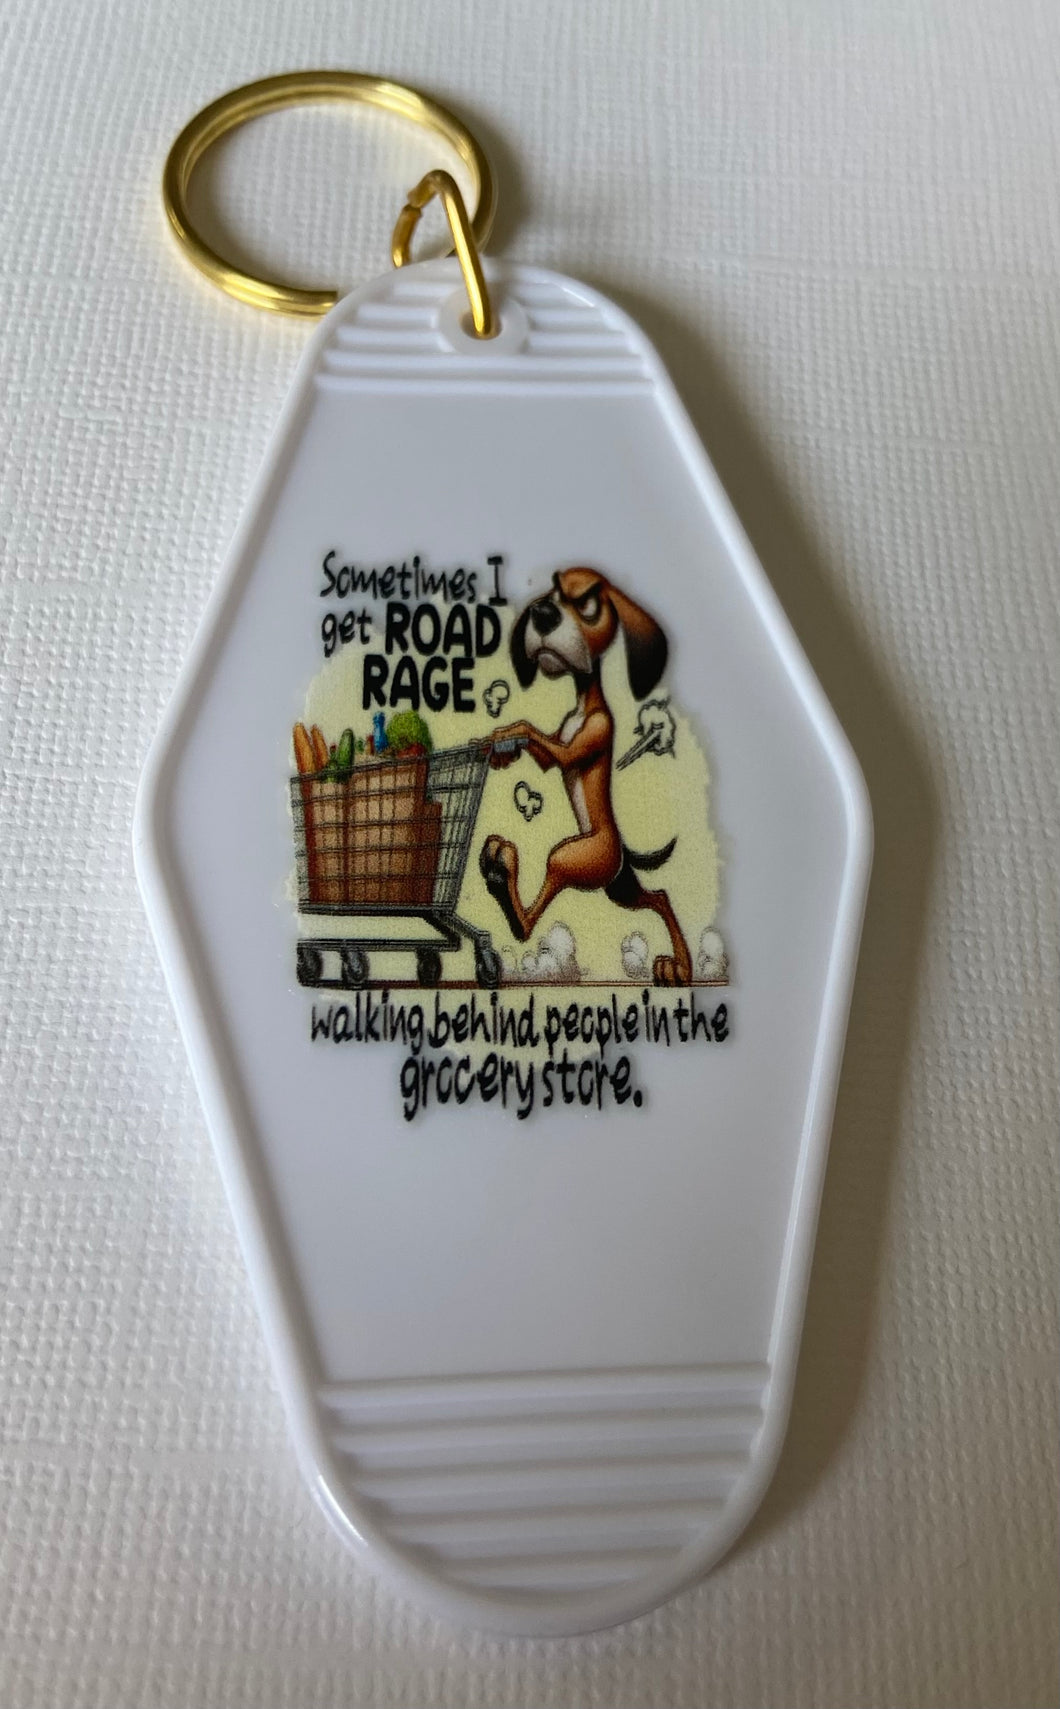 Sometimes I
get ROAD
RAGE
walking behind people in the
grocery store.